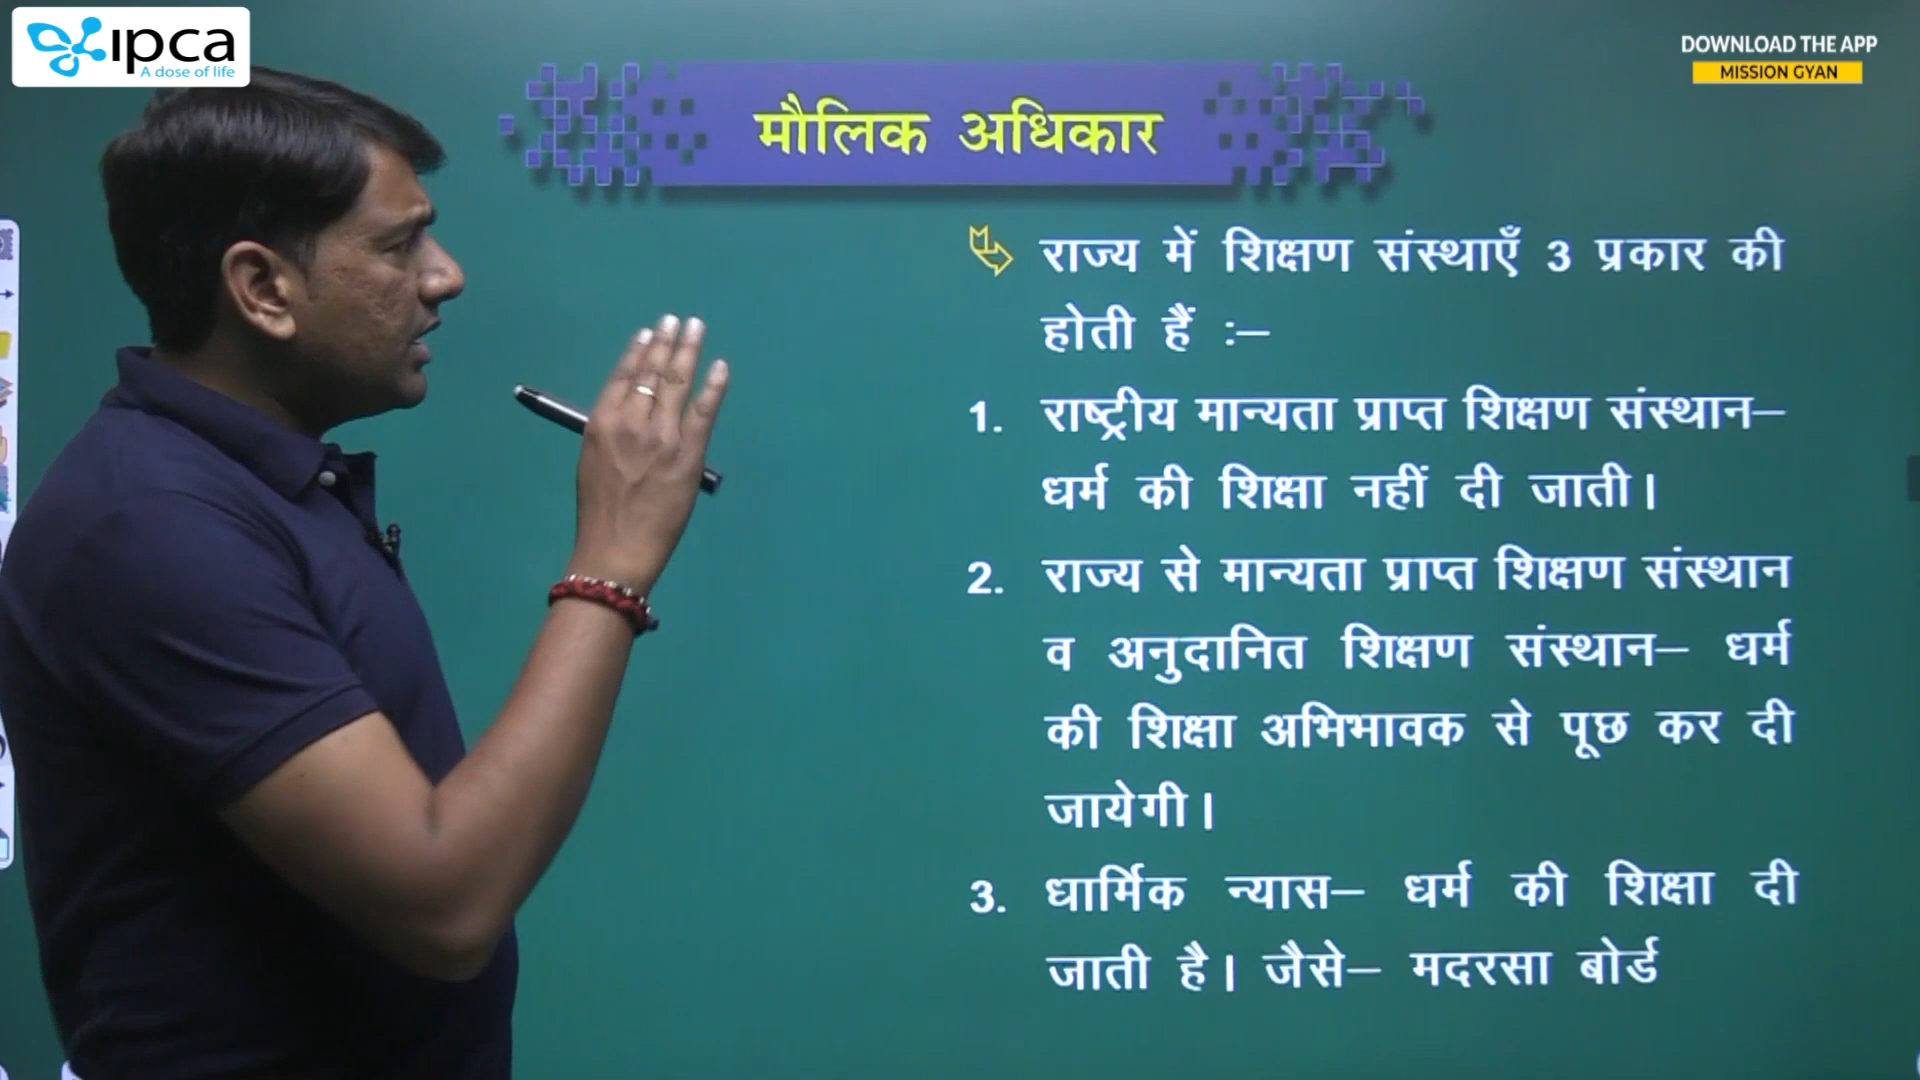 ipca
A dose of life
DOWNLOAD THE APP
MISSION GYAN
मौलिक अधिकार
राज्य में शिक्षण संस्थाएँ 3 प्रकार की
होती हैं :–
1. राष्ट्रीय मान्यता प्राप्त शिक्षण संस्थान–
धर्म की शिक्षा नहीं दी जाती।
2. राज्य से मान्यता प्राप्त शिक्षण संस्थान
व अनुदानित शिक्षण संस्थान– धर्म
की शिक्षा अभिभावक से पूछ कर दी
जायेगी।
3. धार्मिक न्यास– धर्म की शिक्षा दी
जाती है। जैसे– मदरसा बोर्ड